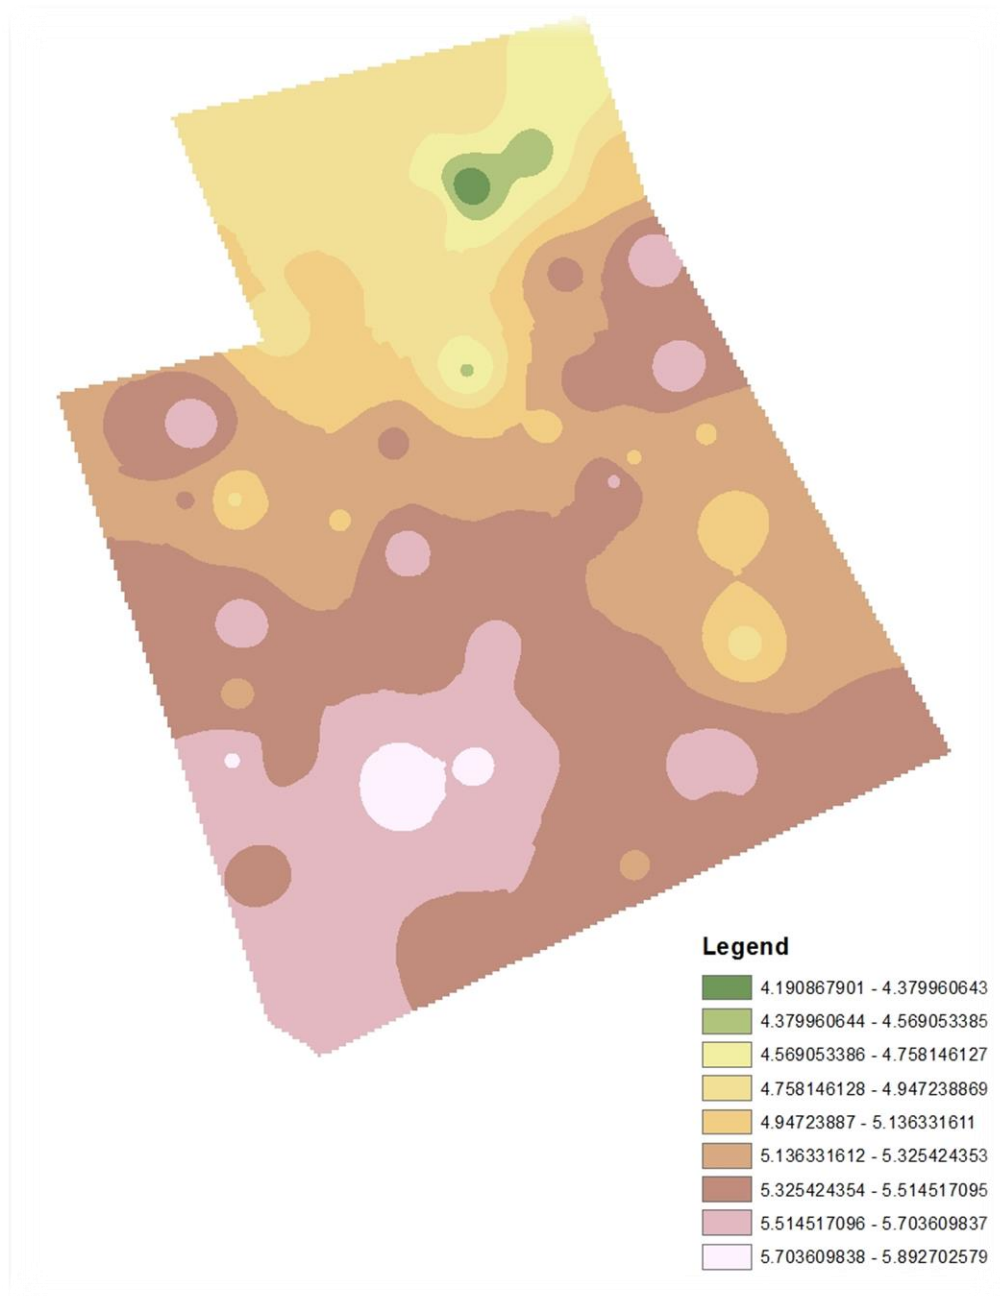 Legend
4.190867901 - 4.379960643
4.379960644 - 4.569053385
4.569053386 - 4.758146127
4.758146128 - 4.947238869
4.94723887 - 5.136331611
5.136331612 - 5.325424353
5.325424354 - 5.514517095
5.514517096 - 5.703609837
5.703609838 - 5.892702579